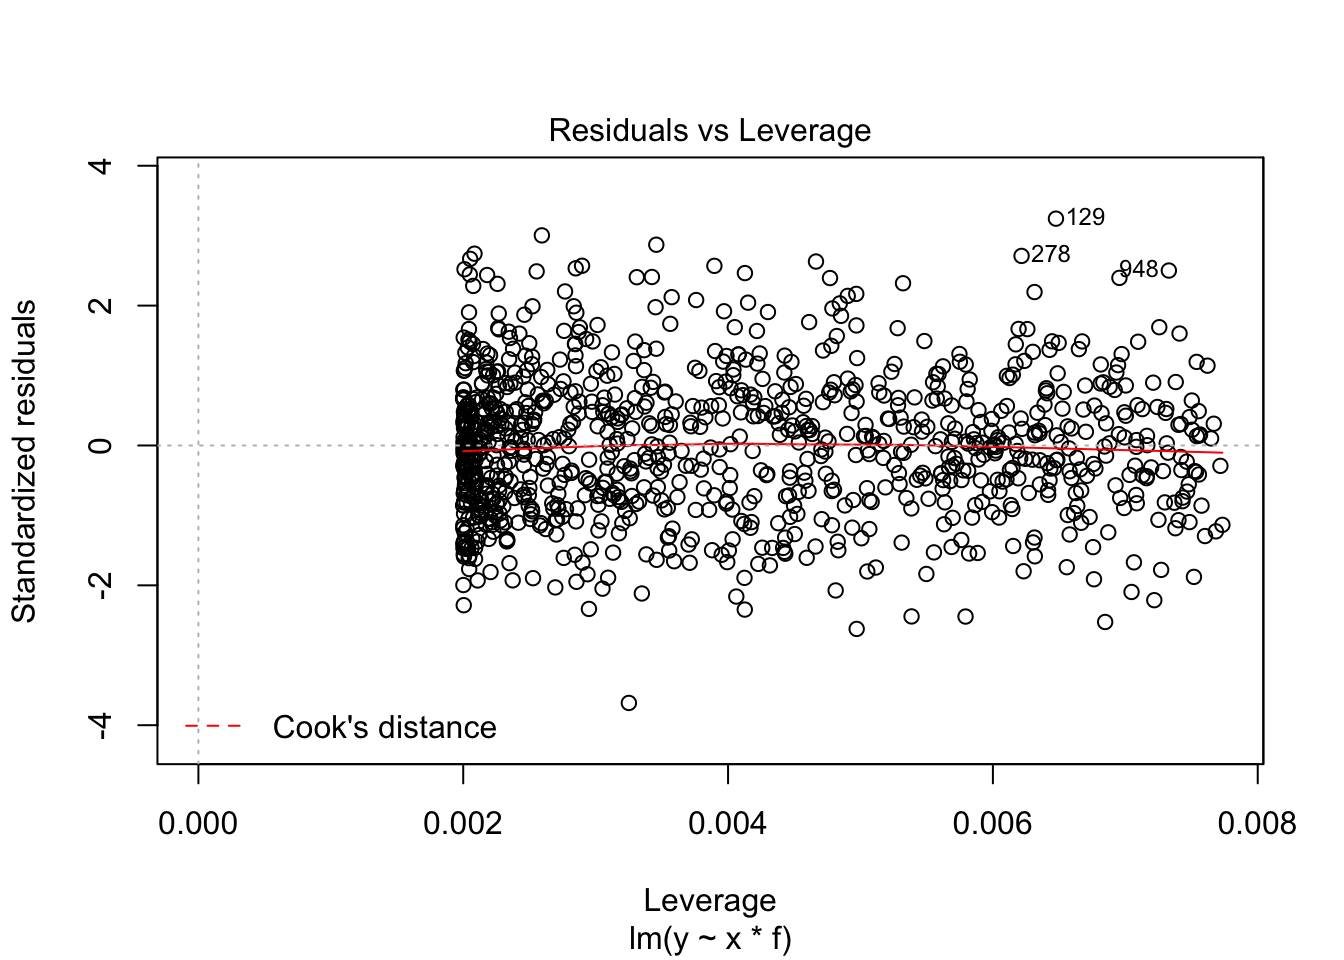 Residuals vs Leverage
4
2
0
-2
-4
Standardized residuals
129
278
948
Cook's distance
0.000 0.002 0.004 0.006 0.008
Leverage
lm(y ~ x * f)